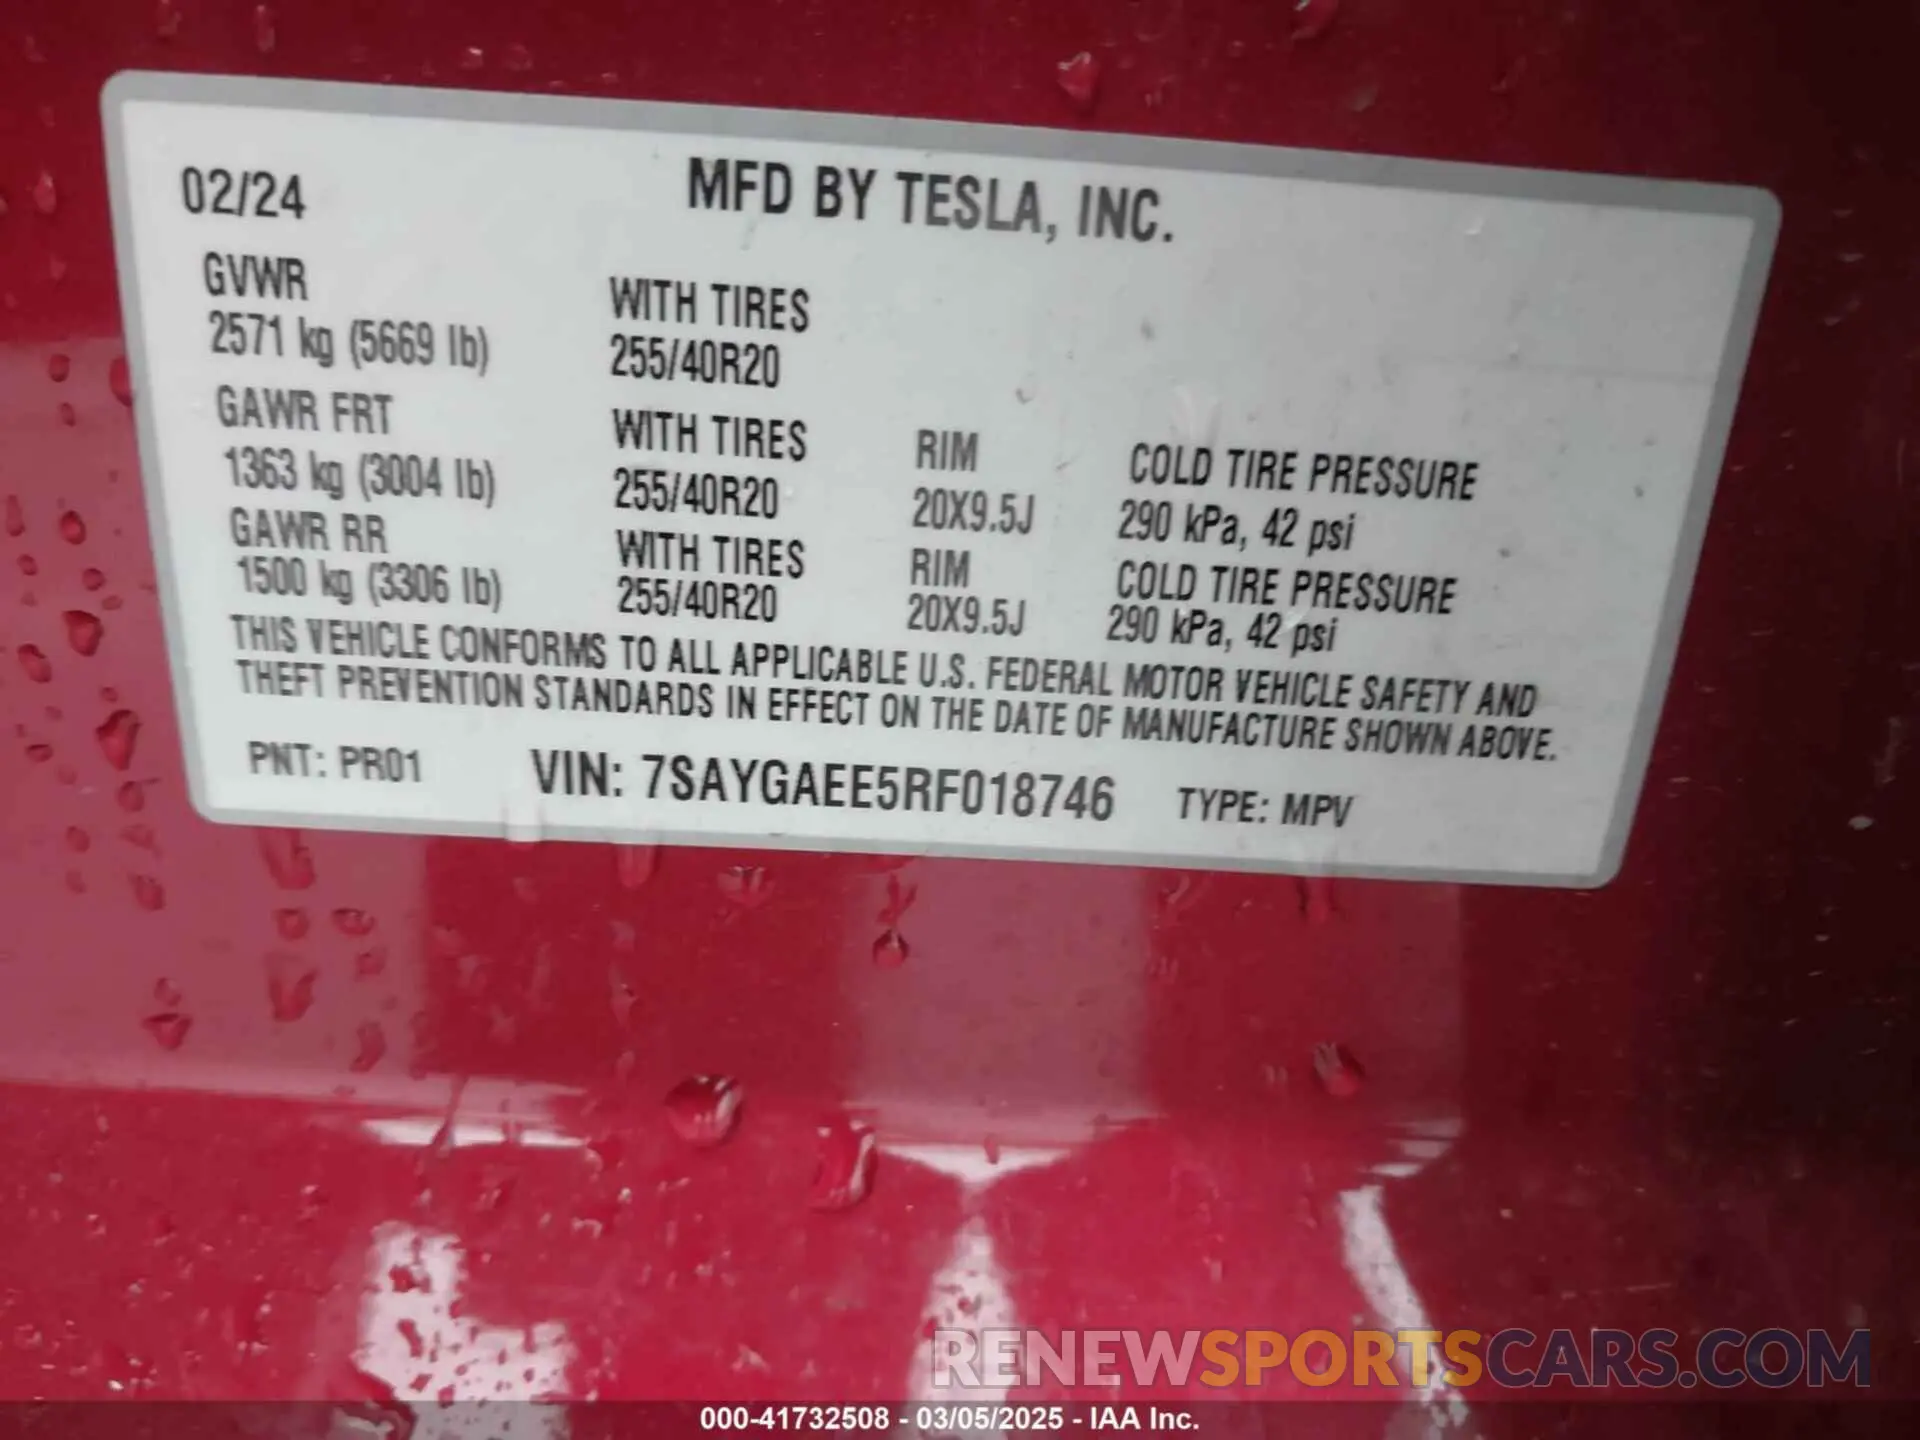 02/24 MFD BY TESLA, INC.
GVWR WITH TIRES
2571 kg (5669 lb) 255/40R20
GAWR FRT WITH TIRES RIM COLD TIRE PRESSURE
1363 kg (3004 lb) 255/40R20 20X9.5J 290 kPa, 42 psi
GAWR RR WITH TIRES RIM COLD TIRE PRESSURE
1500 kg (3306 lb) 255/40R20 20X9.5J 290 kPa, 42 psi
THIS VEHICLE CONFORMS TO ALL APPLICABLE U.S. FEDERAL MOTOR VEHICLE SAFETY AND
THEFT PREVENTION STANDARDS IN EFFECT ON THE DATE OF MANUFACTURE SHOWN ABOVE.
PNT: PR01 VIN: 7SAYGAEE5RF018746 TYPE: MPV
RENEWSPORTSCARS.COM
000-41732508 - 03/05/2025 - IAA Inc.